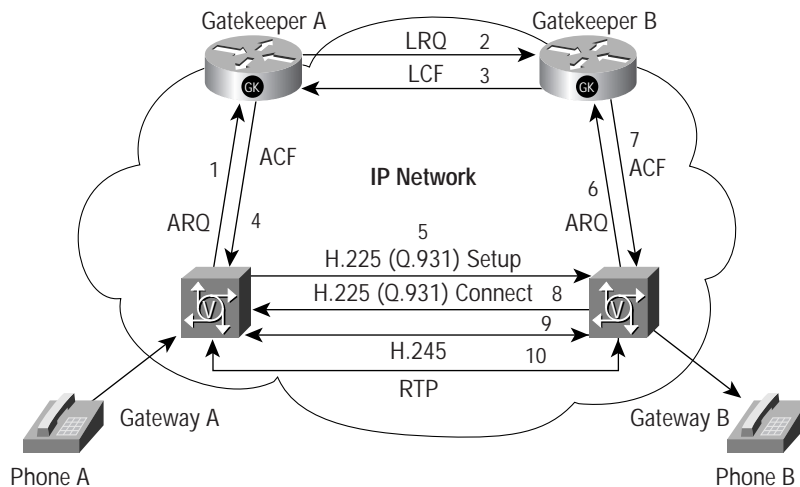 Gatekeeper A
Gatekeeper B
LRQ 2
LCF 3
GK
GK
1
ACF
7
IP Network
6
ACF
ARQ
4
ARQ
5
H.225 (Q.931) Setup
V
H.225 (Q.931) Connect 8
V
9
H.245
10
RTP
Gateway A
Gateway B
Phone A
Phone B